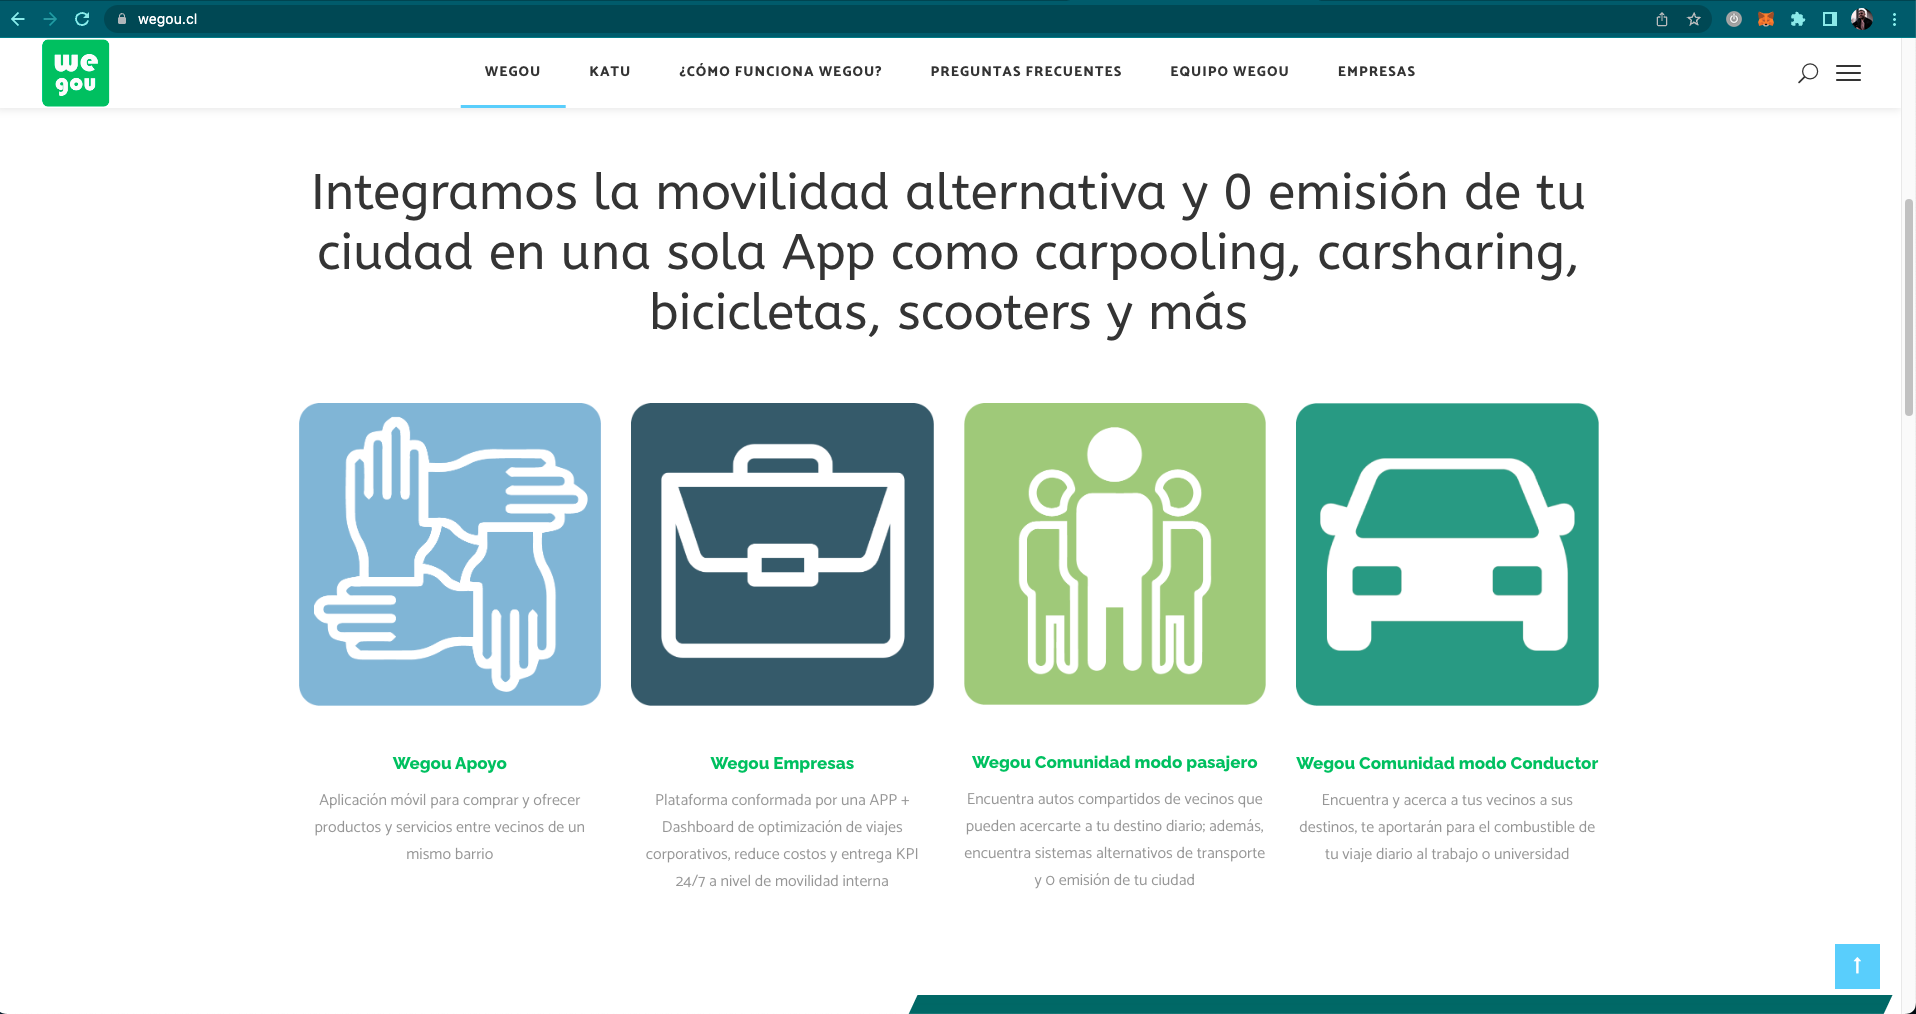 wegou.cl
we
gou
WEGOU
KATU
¿CÓMO FUNCIONA WEGOU?
PREGUNTAS FRECUENTES
EQUIPO WEGOU
EMPRESAS
Integramos la movilidad alternativa y 0 emisión de tu
ciudad en una sola App como carpooling, carsharing,
bicicletas, scooters y más
Wegou Apoyo
Aplicación móvil para comprar y ofrecer
productos y servicios entre vecinos de un
mismo barrio
Wegou Empresas
Plataforma conformada por una APP +
Dashboard de optimización de viajes
corporativos, reduce costos y entrega KPI
24/7 a nivel de movilidad interna
Wegou Comunidad modo pasajero
Encuentra autos compartidos de vecinos que
pueden acercarte a tu destino diario; además,
encuentra sistemas alternativos de transporte
y 0 emisión de tu ciudad
Wegou Comunidad modo Conductor
Encuentra y acerca a tus vecinos a sus
destinos, te aportarán para el combustible de
tu viaje diario al trabajo o universidad